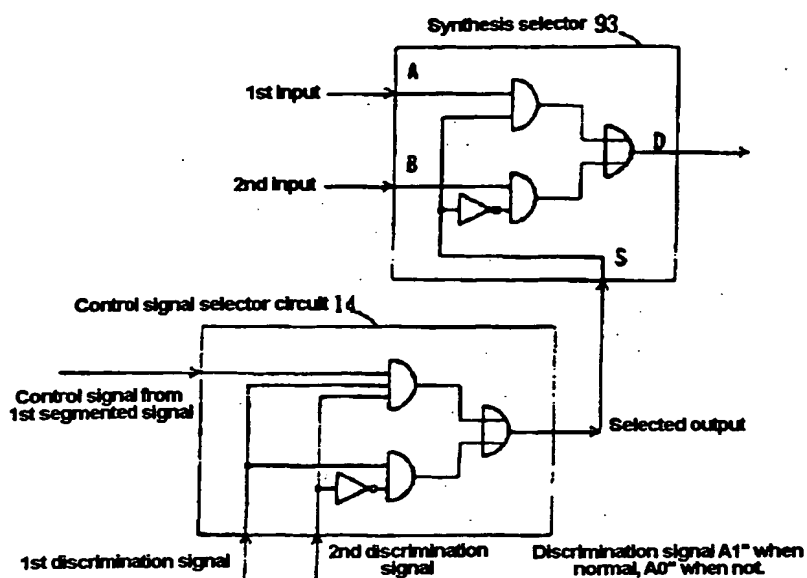 Synthesis selector 93
A
1st input
B
2nd input
D
S
Control signal selector circuit 14
Control signal from
1st segmented signal
Selected output
1st discrimination signal
2nd discrimination
signal
Discrimination signal A1" when
normal, A0" when not.